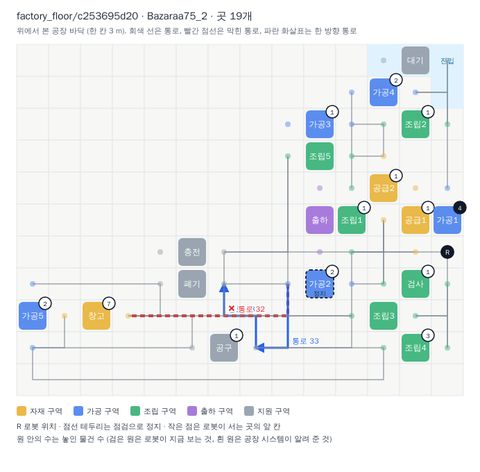 factory_floor/c253695d20 · Bazaraa75_2 · 곳 19개
위에서 본 공장 바닥 (한 칸 3 m). 회색 선은 통로, 빨간 점선은 막힌 통로, 파란 화살표는 한 방향 통로
대기
진입
가공4
2
가공3
1
조립2
1
조립5
공급2
1
출하
조립1
1
공급1
1
가공1
4
충전
R
폐기
가공2
2
정지
검사
1
가공5
2
창고
7
✕ 통로 32
조립3
공구
1
통로 33
조립4
3
자재 구역
가공 구역
조립 구역
출하 구역
지원 구역
R 로봇 위치 · 점선 테두리는 점검으로 정지 · 작은 점은 로봇이 서는 곳의 앞 칸
원 안의 수는 놓인 물건 수 (검은 원은 로봇이 지금 보는 것, 흰 원은 공장 시스템이 알려 준 것)